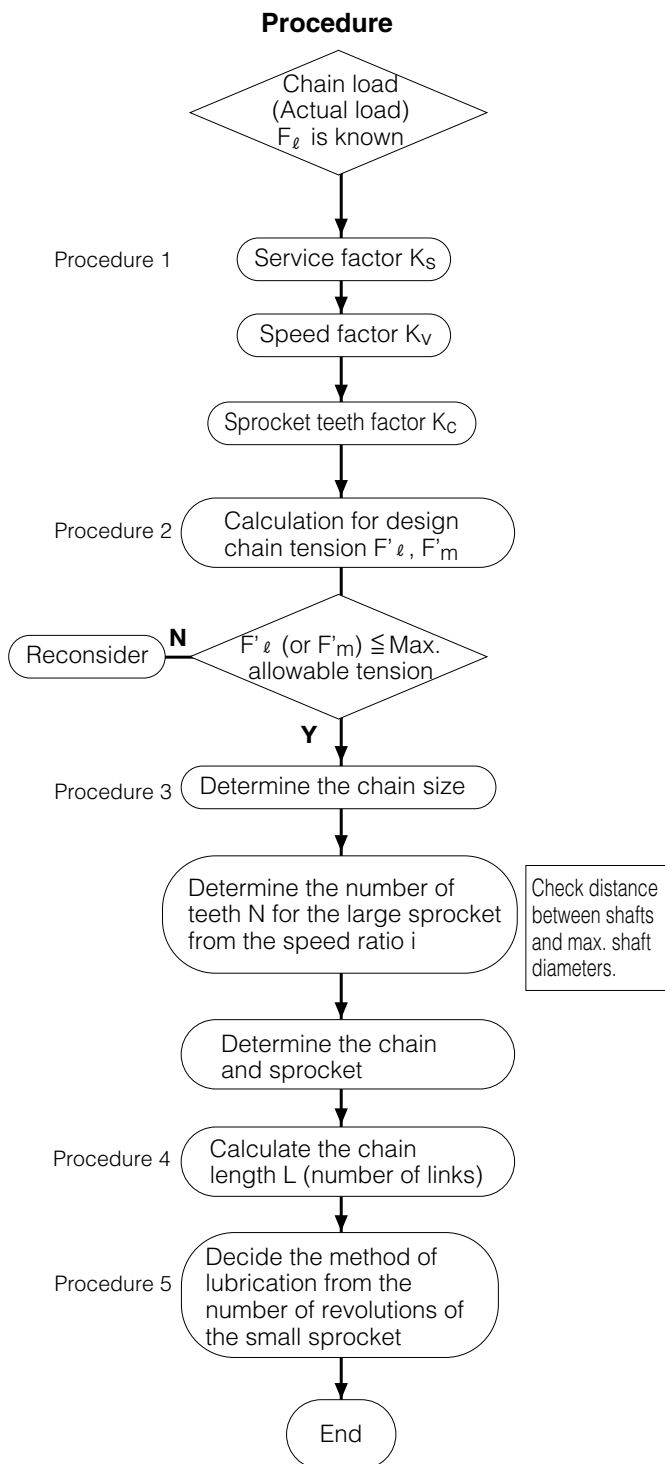 Procedure
Chain load
(Actual load)
Fℓ is known
Procedure 1
Service factor KS
Speed factor KV
Sprocket teeth factor KC
Procedure 2
Calculation for design
chain tension F'ℓ, F'm
N
F'ℓ (or F'm) ≦ Max.
allowable tension
Reconsider
Y
Procedure 3
Determine the chain size
Determine the number of
teeth N for the large sprocket
from the speed ratio i
Check distance
between shafts
and max. shaft
diameters.
Determine the chain
and sprocket
Procedure 4
Calculate the chain
length L (number of links)
Procedure 5
Decide the method of
lubrication from the
number of revolutions of
the small sprocket
End